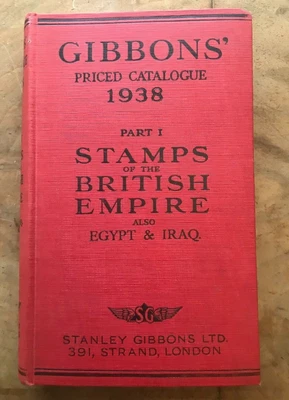 GIBBONS'
PRICED CATALOGUE
1938
PART I
STAMPS
OF THE
BRITISH
EMPIRE
ALSO
EGYPT & IRAQ.
SG
STANLEY GIBBONS LTD.
391, STRAND, LONDON